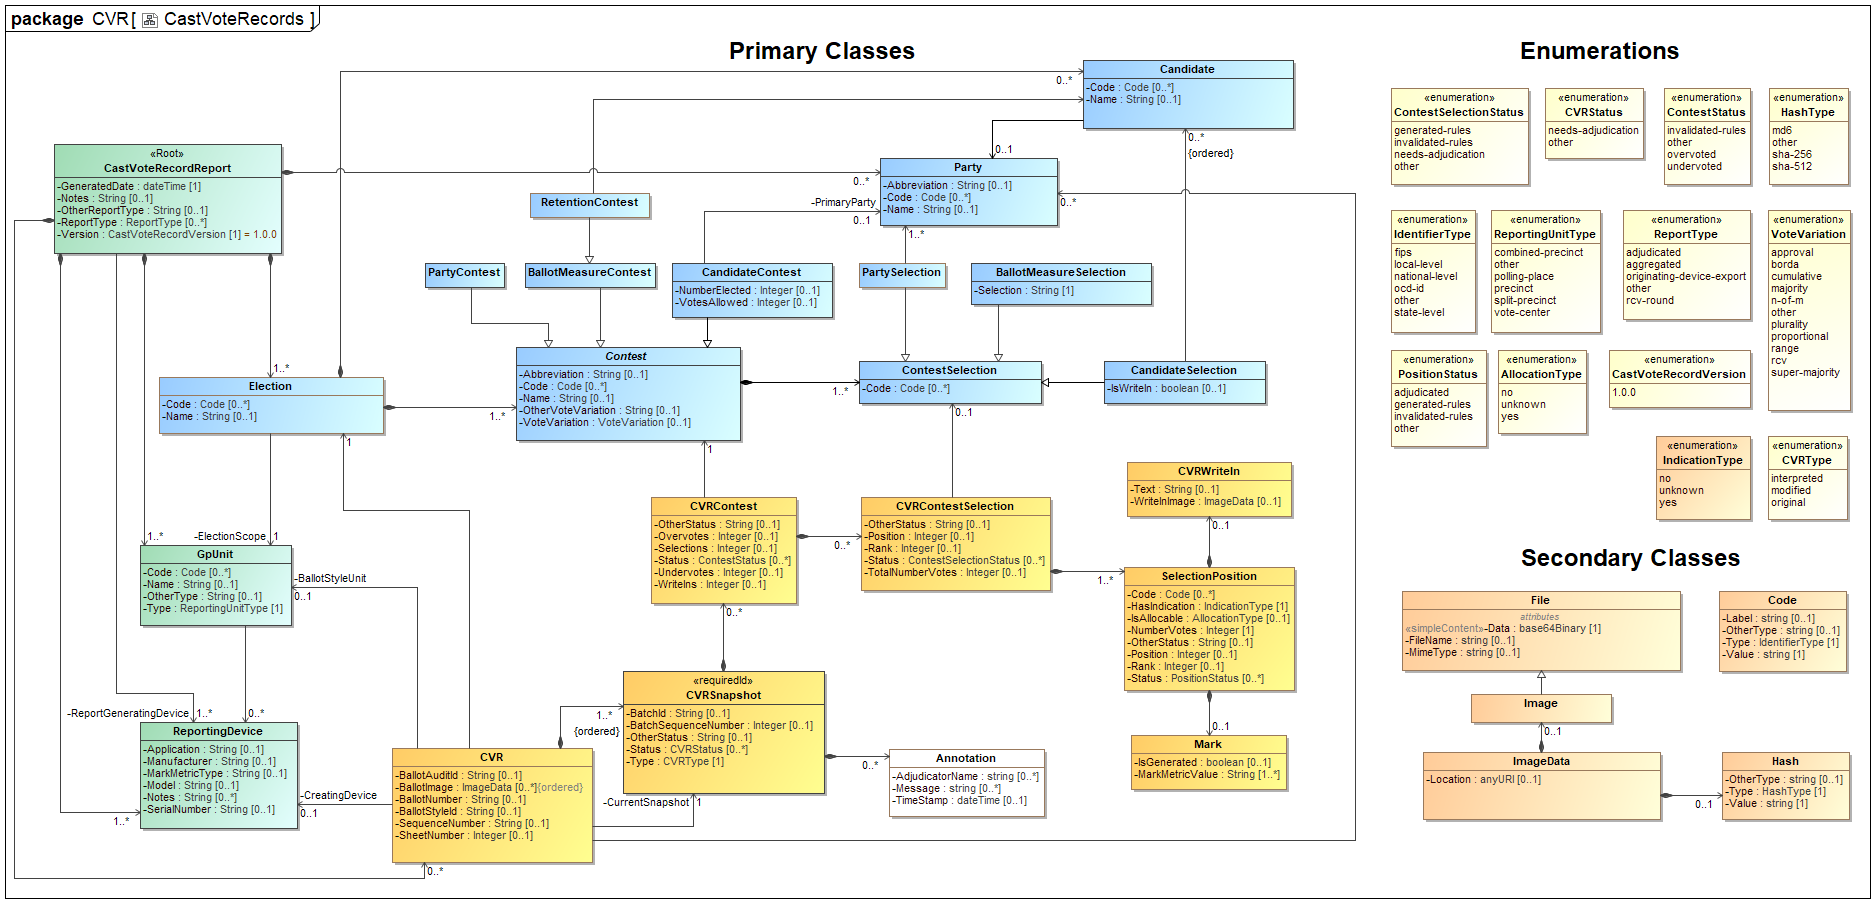 package CVR [ CastVoteRecords ]
Primary Classes
Enumerations
Secondary Classes
Candidate
-Code : Code [0..*]
-Name : String [0..1]
0..*
0..1
0..*
{ordered}
«Root»
CastVoteRecordReport
-GeneratedDate : dateTime [1]
-Notes : String [0..1]
-OtherReportType : String [0..1]
-ReportType : ReportType [0..*]
-Version : CastVoteRecordVersion [1] = 1.0.0
Party
-Abbreviation : String [0..1]
-Code : Code [0..*]
-Name : String [0..1]
0..*
0..*
-PrimaryParty
0..1
1..*
RetentionContest
PartyContest
BallotMeasureContest
CandidateContest
-NumberElected : Integer [0..1]
-VotesAllowed : Integer [0..1]
PartySelection
BallotMeasureSelection
-Selection : String [1]
1..*
Election
-Code : Code [0..*]
-Name : String [0..1]
1..*
1
Contest
-Abbreviation : String [0..1]
-Code : Code [0..*]
-Name : String [0..1]
-OtherVoteVariation : String [0..1]
-VoteVariation : VoteVariation [0..1]
1..*
1
ContestSelection
-Code : Code [0..*]
0..1
CandidateSelection
-IsWriteIn : boolean [0..1]
CVRWriteIn
-Text : String [0..1]
-WriteInImage : ImageData [0..1]
0..1
CVRContest
-OtherStatus : String [0..1]
-Overvotes : Integer [0..1]
-Selections : Integer [0..1]
-Status : ContestStatus [0..*]
-Undervotes : Integer [0..1]
-WriteIns : Integer [0..1]
0..*
0..*
CVRContestSelection
-OtherStatus : String [0..1]
-Position : Integer [0..1]
-Rank : Integer [0..1]
-Status : ContestSelectionStatus [0..*]
-TotalNumberVotes : Integer [0..1]
1..*
1..*
-ElectionScope
1
GpUnit
-Code : Code [0..*]
-Name : String [0..1]
-OtherType : String [0..1]
-Type : ReportingUnitType [1]
-BallotStyleUnit
0..1
SelectionPosition
-Code : Code [0..*]
-HasIndication : IndicationType [1]
-IsAllocable : AllocationType [0..1]
-NumberVotes : Integer [1]
-OtherStatus : String [0..1]
-Position : Integer [0..1]
-Rank : Integer [0..1]
-Status : PositionStatus [0..*]
0..1
«requiredId»
CVRSnapshot
-BatchId : String [0..1]
-BatchSequenceNumber : Integer [0..1]
-OtherStatus : String [0..1]
-Status : CVRStatus [0..*]
-Type : CVRType [1]
1..*
{ordered}
-ReportGeneratingDevice
1..*
0..*
ReportingDevice
-Application : String [0..1]
-Manufacturer : String [0..1]
-MarkMetricType : String [0..1]
-Model : String [0..1]
-Notes : String [0..*]
-SerialNumber : String [0..1]
1..*
-CreatingDevice
0..1
CVR
-BallotAuditId : String [0..1]
-BallotImage : ImageData [0..*]{ordered}
-BallotNumber : String [0..1]
-BallotStyleId : String [0..1]
-SequenceNumber : String [0..1]
-SheetNumber : Integer [0..1]
0..*
-CurrentSnapshot
1
0..*
Annotation
-AdjudicatorName : string [0..*]
-Message : string [0..*]
-TimeStamp : dateTime [0..1]
Mark
-IsGenerated : boolean [0..1]
-MarkMetricValue : String [1..*]
«enumeration»
ContestSelectionStatus
generated-rules
invalidated-rules
needs-adjudication
other
«enumeration»
CVRStatus
needs-adjudication
other
«enumeration»
ContestStatus
invalidated-rules
other
overvoted
undervoted
«enumeration»
HashType
md6
other
sha-256
sha-512
«enumeration»
IdentifierType
fips
local-level
national-level
ocd-id
other
state-level
«enumeration»
ReportingUnitType
combined-precinct
other
polling-place
precinct
split-precinct
vote-center
«enumeration»
ReportType
adjudicated
aggregated
originating-device-export
other
rcv-round
«enumeration»
VoteVariation
approval
borda
cumulative
majority
n-of-m
other
plurality
proportional
range
rcv
super-majority
«enumeration»
PositionStatus
adjudicated
generated-rules
invalidated-rules
other
«enumeration»
AllocationType
no
unknown
yes
«enumeration»
CastVoteRecordVersion
1.0.0
«enumeration»
IndicationType
no
unknown
yes
«enumeration»
CVRType
interpreted
modified
original
File
attributes
«simpleContent»-Data : base64Binary [1]
-FileName : string [0..1]
-MimeType : string [0..1]
Code
-Label : string [0..1]
-OtherType : string [0..1]
-Type : IdentifierType [1]
-Value : string [1]
Image
0..1
ImageData
-Location : anyURI [0..1]
0..1
Hash
-OtherType : string [0..1]
-Type : HashType [1]
-Value : string [1]